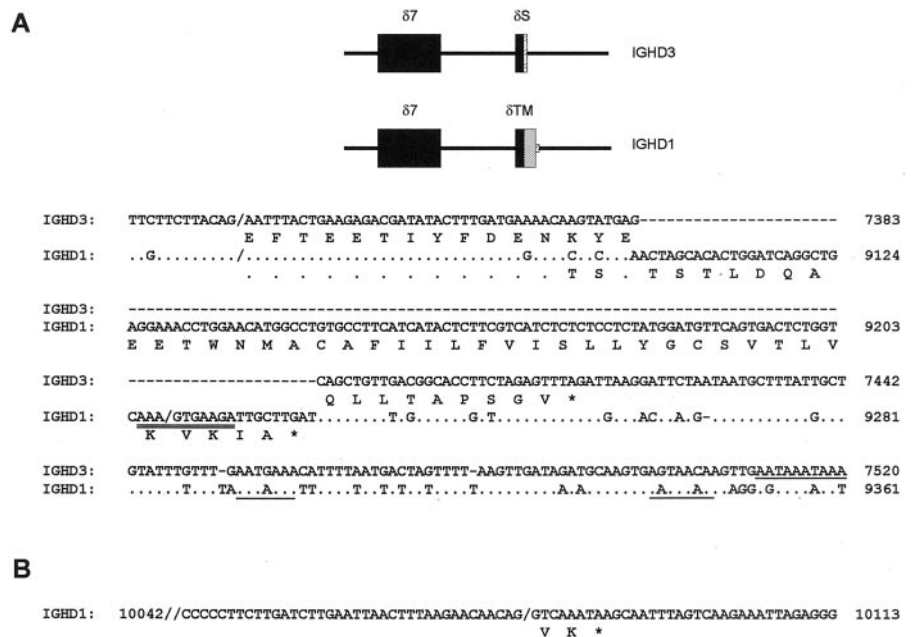 A
δ7 δS
IGHD3
δ7 δTM
IGHD1
IGHD3: TTCTTCTTACAG/AATTTACTGAAGAGACGATATACTTTGATGAAAACAAGTATGAG-------------------------- 7383
E F T E E T I Y F D E N K Y E
IGHD1: ..G........./............................G...C..C...AACTAGCACACTGGATCAGGCTG 9124
. . . . . . . . . . . . T S . T S T L D Q A
IGHD3: --------------------------------------------------------------------------------
IGHD1: AGGAAACCTGGAACATGGCCTGTGCCTTCATCATACTCTTCGTCATCTCTCTCCTCTATGGATGTTCAGTGACTCTGGT 9203
E E T W N M A C A F I I L F V I S L L Y G C S V T L V
IGHD3: ---------------------CAGCTGTTGACGGCACCTTCTAGAGTTTAGATTAAGGATTCTAATAATGCTTTATTGCT 7442
Q L L T A P S G V *
IGHD1: CAAA/GTGAAGATTGCTTGAT........T.G......G.T............G...AC..A.G-...........G... 9281
K V K I A *
IGHD3: GTATTTGTTT-GAATGAAACATTTTAATGACTAGTTTT-AAGTTGATAGATGCAAGTGAGTAACAAGTTGAATAAATAAA 7520
IGHD1: ......T...TA...A...TT....T..T.T...T....T.........A.A........A...A...AGG.G....A..T 9361
B
IGHD1: 10042//CCCCCTTCTTGATCTTGAATTAACTTTAAGAACAACAG/GTCAAATAAGCAATTTAGTCAAGAAATTAGAGGG 10113
V K *